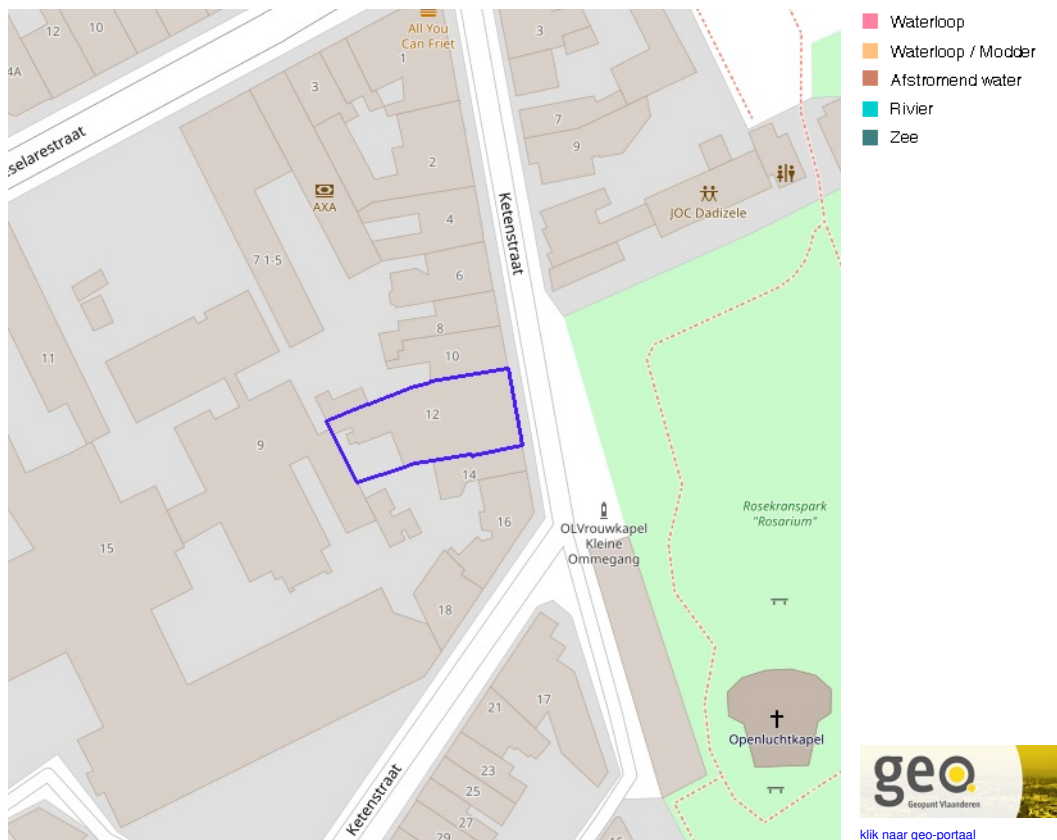 12
10
4A
All You
Can Friet
1
3
3
7
9
2
selarestraat
AXA
Ketenstraat
JOC Dadizele
4
7 1-5
6
8
10
11
12
9
14
16
OLVrouwkapel
Kleine
Ommegang
Rosekranspark
"Rosarium"
15
18
17
21
Openluchtkapel
23
25
27
29
15
Ketenstraat
Waterloop
Waterloop / Modder
Afstromend water
Rivier
Zee
geo.
Geopunt Vlaanderen
klik naar geo-portaal